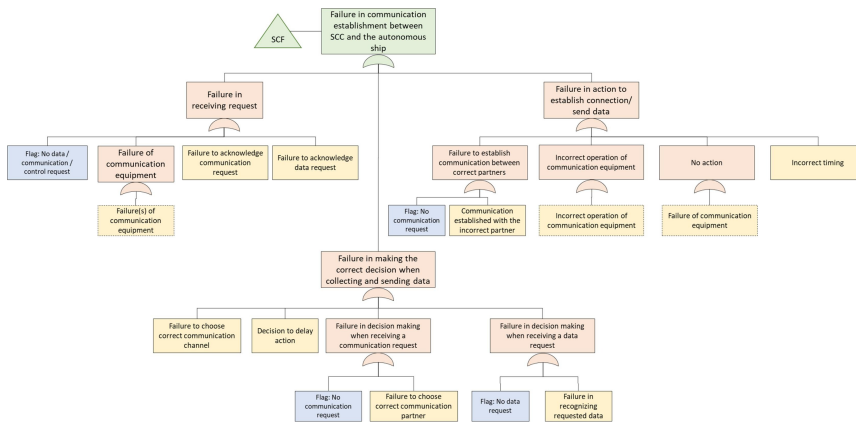 SCF
Failure in communication
establishment between
SCC and the autonomous
ship
Failure in
receiving request
Failure in action to
establish connection/
send data
Flag: No data /
communication /
control request
Failure of
communication
equipment
Failure to acknowledge
communication
request
Failure to acknowledge
data request
Failure to establish
communication between
correct partners
Incorrect operation of
communication equipment
No action
Incorrect timing
Failure(s) of
communication
equipment
Flag: No
communication
request
Communication
established with the
incorrect partner
Incorrect operation of
communication equipment
Failure of communication
equipment
Failure in making the
correct decision when
collecting and sending data
Failure to choose
correct communication
channel
Decision to delay
action
Failure in decision making
when receiving a
communication request
Failure in decision making
when receiving a data
request
Flag: No
communication
request
Failure to choose
correct communication
partner
Flag: No data
request
Failure in
recognizing
requested data